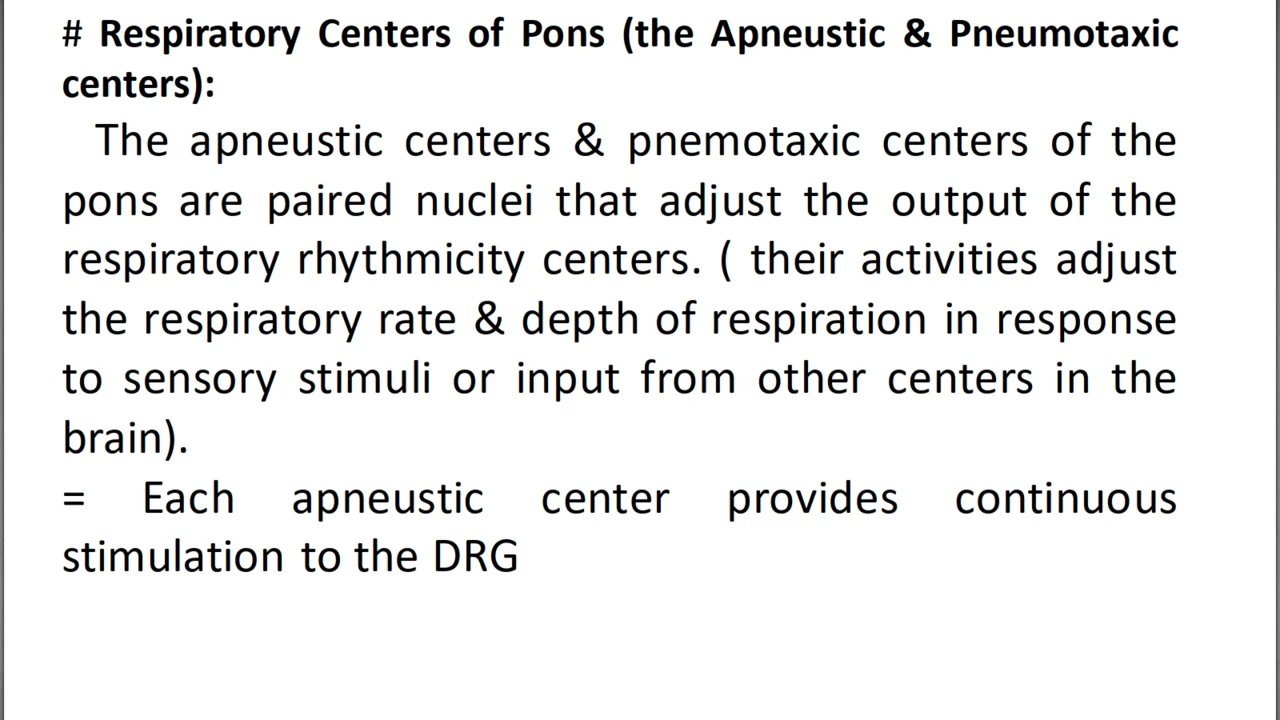 # Respiratory Centers of Pons (the Apneustic & Pneumotaxic
centers):
The apneustic centers & pnemotaxic centers of the
pons are paired nuclei that adjust the output of the
respiratory rhythmicity centers. ( their activities adjust
the respiratory rate & depth of respiration in response
to sensory stimuli or input from other centers in the
brain).
= Each apneustic center provides continuous
stimulation to the DRG